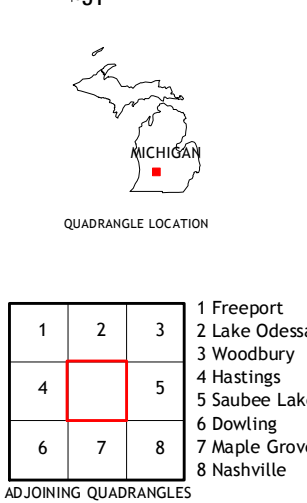 MICHIGAN
QUADRANGLE LOCATION
1 2 3
4 5
6 7 8
1 Freeport
2 Lake Odessa
3 Woodbury
4 Hastings
5 Saubee Lake
6 Dowling
7 Maple Grove
8 Nashville
ADJOINING QUADRANGLES